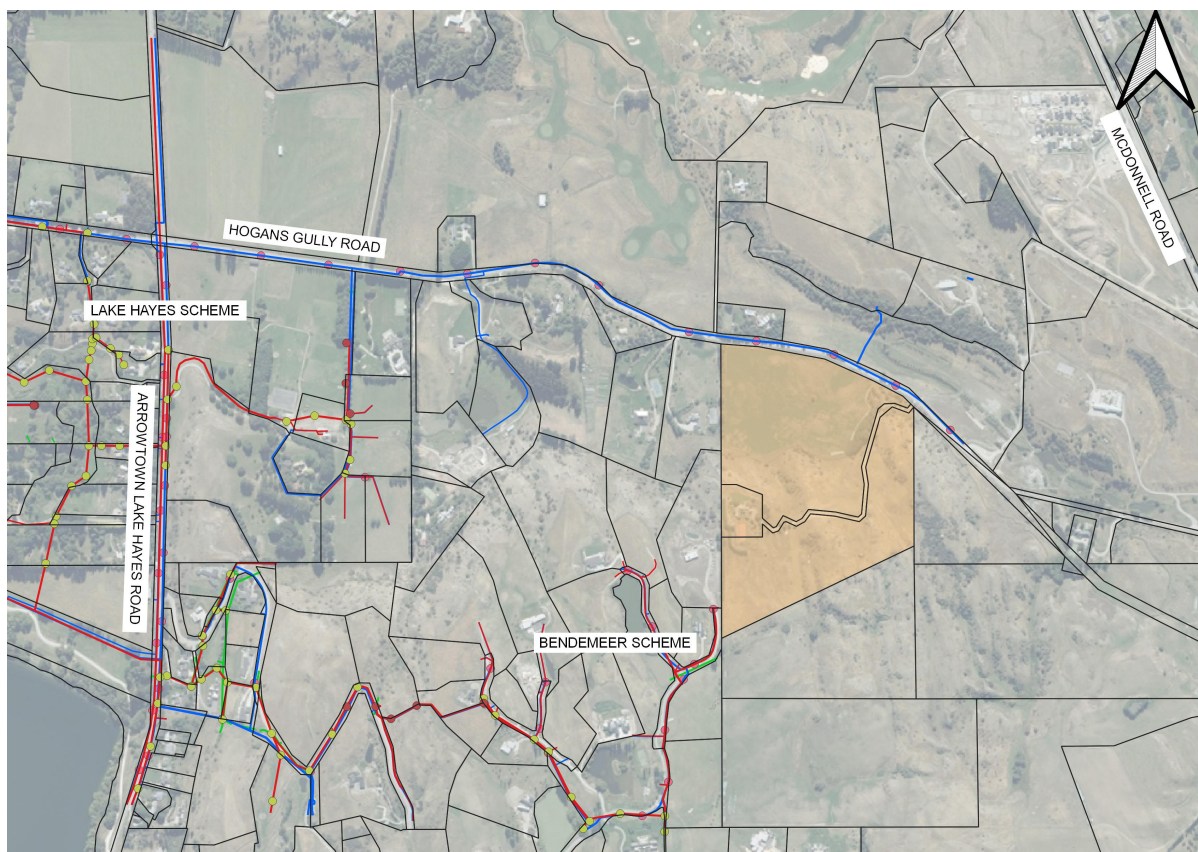 MCDONNELL ROAD
HOGANS GULLY ROAD
LAKE HAYES SCHEME
ARROWTOWN LAKE HAYES ROAD
BENDEMEER SCHEME